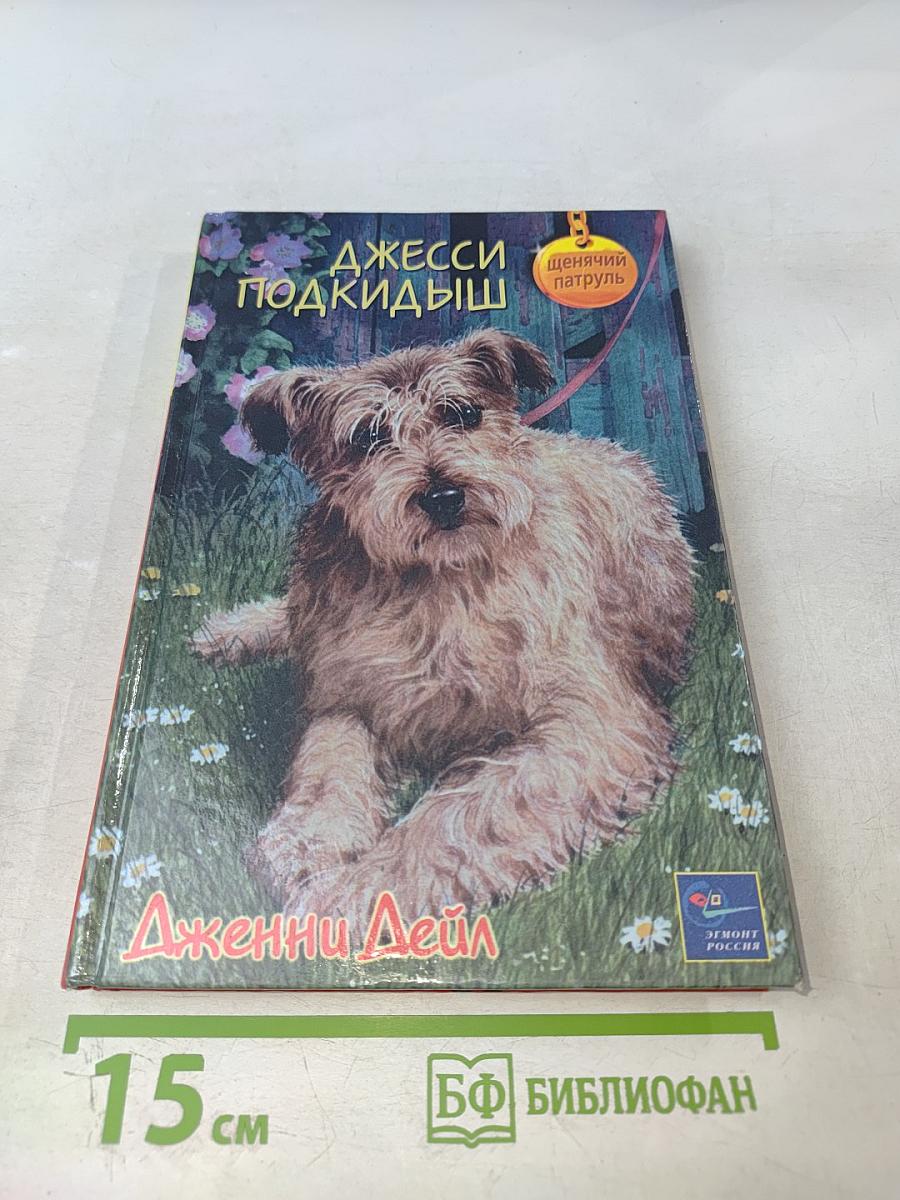 ДЖЕССИ
ПОДКИДЫШ
щенячий
патруль
Дженни Дейл
ЭГМОНТ
РОССИЯ
15 см
БФ БИБЛИОФАН